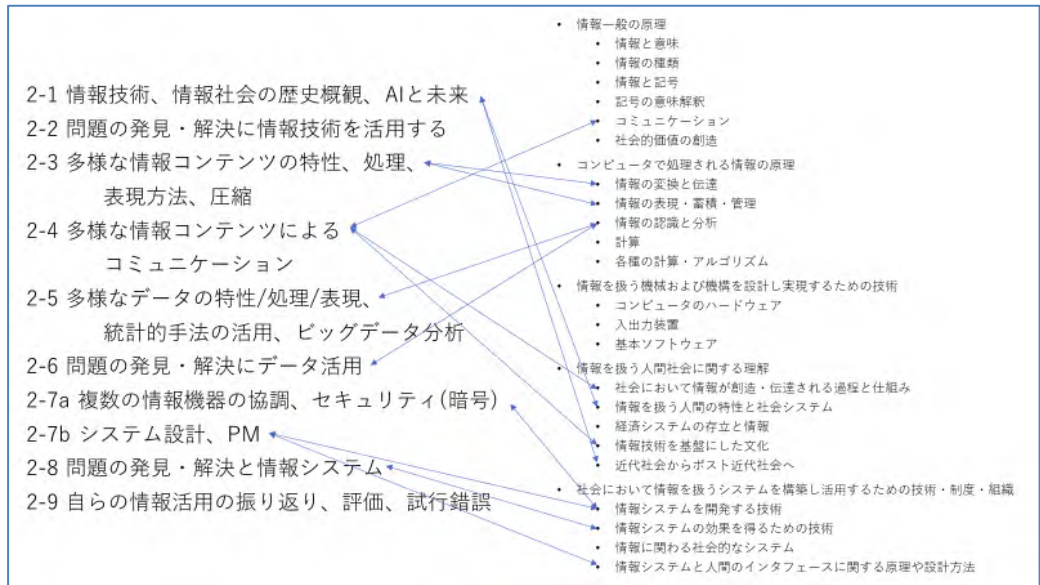 2-1 情報技術、情報社会の歴史概観、AIと未来
2-2 問題の発見・解決に情報技術を活用する
2-3 多様な情報コンテンツの特性、処理、
表現方法、圧縮
2-4 多様な情報コンテンツによる
コミュニケーション
2-5 多様なデータの特性/処理/表現、
統計的手法の活用、ビッグデータ分析
2-6 問題の発見・解決にデータ活用
2-7a 複数の情報機器の協調、セキュリティ(暗号)
2-7b システム設計、PM
2-8 問題の発見・解決と情報システム
2-9 自らの情報活用の振り返り、評価、試行錯誤
• 情報一般の原理
• 情報と意味
• 情報の種類
• 情報と記号
• 記号の意味解釈
• コミュニケーション
• 社会的価値の創造
• コンピュータで処理される情報の原理
• 情報の変換と伝達
• 情報の表現・蓄積・管理
• 情報の認識と分析
• 計算
• 各種の計算・アルゴリズム
• 情報を扱う機械および機構を設計し実現するための技術
• コンピュータのハードウェア
• 入出力装置
• 基本ソフトウェア
• 情報を扱う人間社会に関する理解
• 社会において情報が創造・伝達される過程と仕組み
• 情報を扱う人間の特性と社会システム
• 経済システムの存立と情報
• 情報技術を基盤にした文化
• 近代社会からポスト近代社会へ
• 社会において情報を扱うシステムを構築し活用するための技術・制度・組織
• 情報システムを開発する技術
• 情報システムの効果を得るための技術
• 情報に関わる社会的なシステム
• 情報システムと人間のインタフェースに関する原理や設計方法